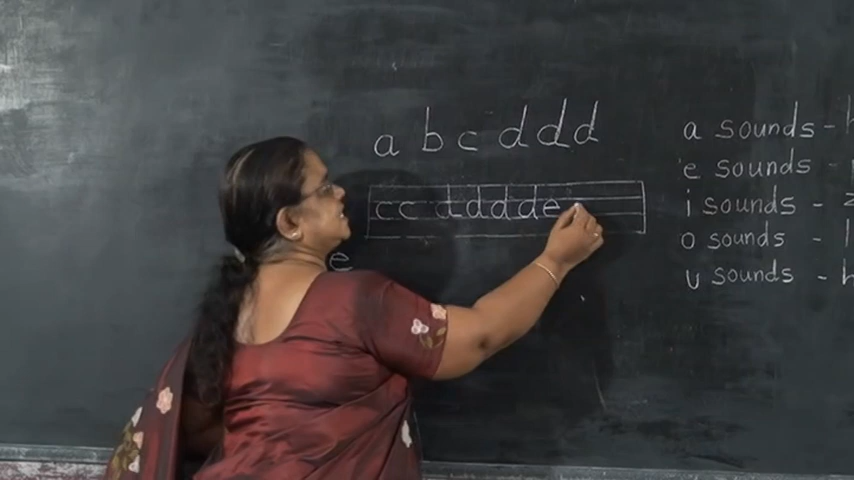 a b c d d d
c c d d d d e
e
a sounds -
e sounds -
i sounds -
o sounds -
u sounds -